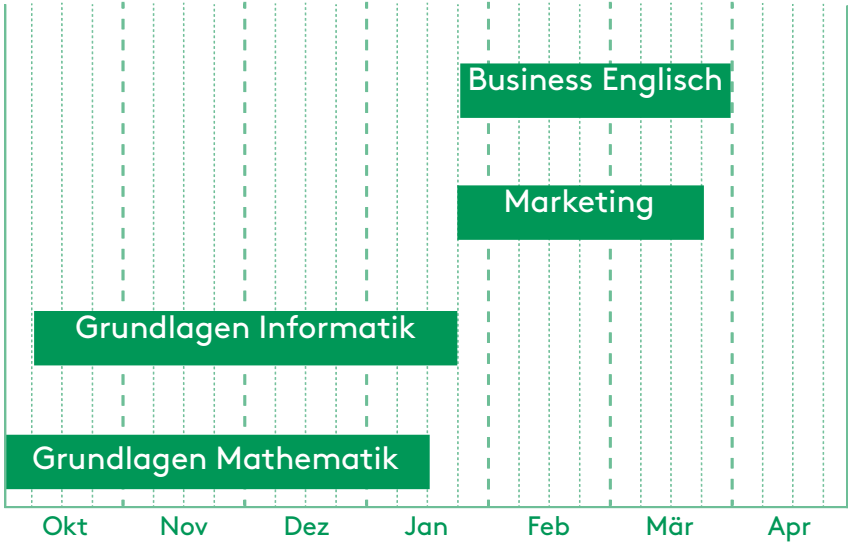 Business Englisch
Marketing
Grundlagen Informatik
Grundlagen Mathematik
Okt Nov Dez Jan Feb Mär Apr